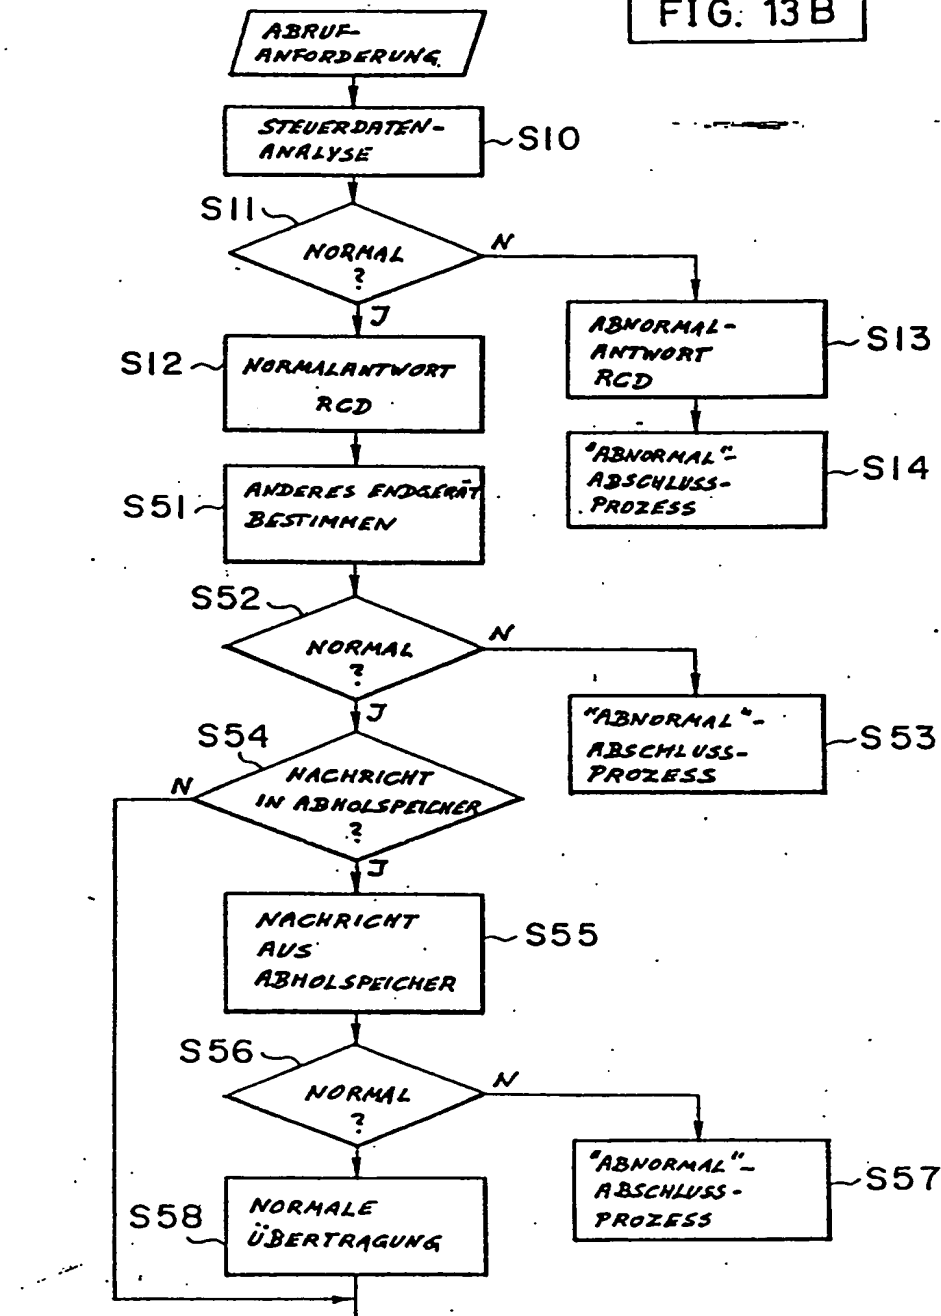 FIG. 13B
ABRUF-
ANFORDERUNG
STEUERDATEN-
ANALYSE
S10
S11
NORMAL
?
N
J
S12
NORMALANTWORT
RCD
ABNORMAL-
ANTWORT
RCD
S13
"ABNORMAL"-
ABSCHLUSS-
PROZESS
S14
S51
ANDERES ENDGERÄT
BESTIMMEN
S52
NORMAL
?
N
J
"ABNORMAL"-
ABSCHLUSS-
PROZESS
S53
S54
NACHRICHT
IN ABHOLSPEICHER
?
N
J
NACHRICHT
AUS
ABHOLSPEICHER
S55
S56
NORMAL
?
N
"ABNORMAL"-
ABSCHLUSS-
PROZESS
S57
S58
NORMALE
ÜBERTRAGUNG